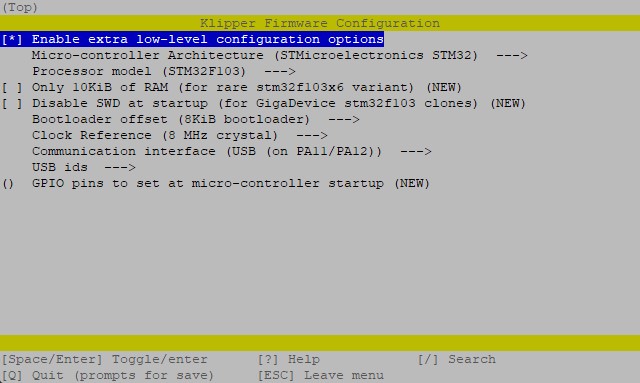 (Top)
Klipper Firmware Configuration
[*] Enable extra low-level configuration options
Micro-controller Architecture (STMicroelectronics STM32) --->
Processor model (STM32F103) --->
[ ] Only 10KiB of RAM (for rare stm32f103x6 variant) (NEW)
[ ] Disable SWD at startup (for GigaDevice stm32f103 clones) (NEW)
Bootloader offset (8KiB bootloader) --->
Clock Reference (8 MHz crystal) --->
Communication interface (USB (on PA11/PA12)) --->
USB ids --->
() GPIO pins to set at micro-controller startup (NEW)
[Space/Enter] Toggle/enter [?] Help [/] Search
[Q] Quit (prompts for save) [ESC] Leave menu